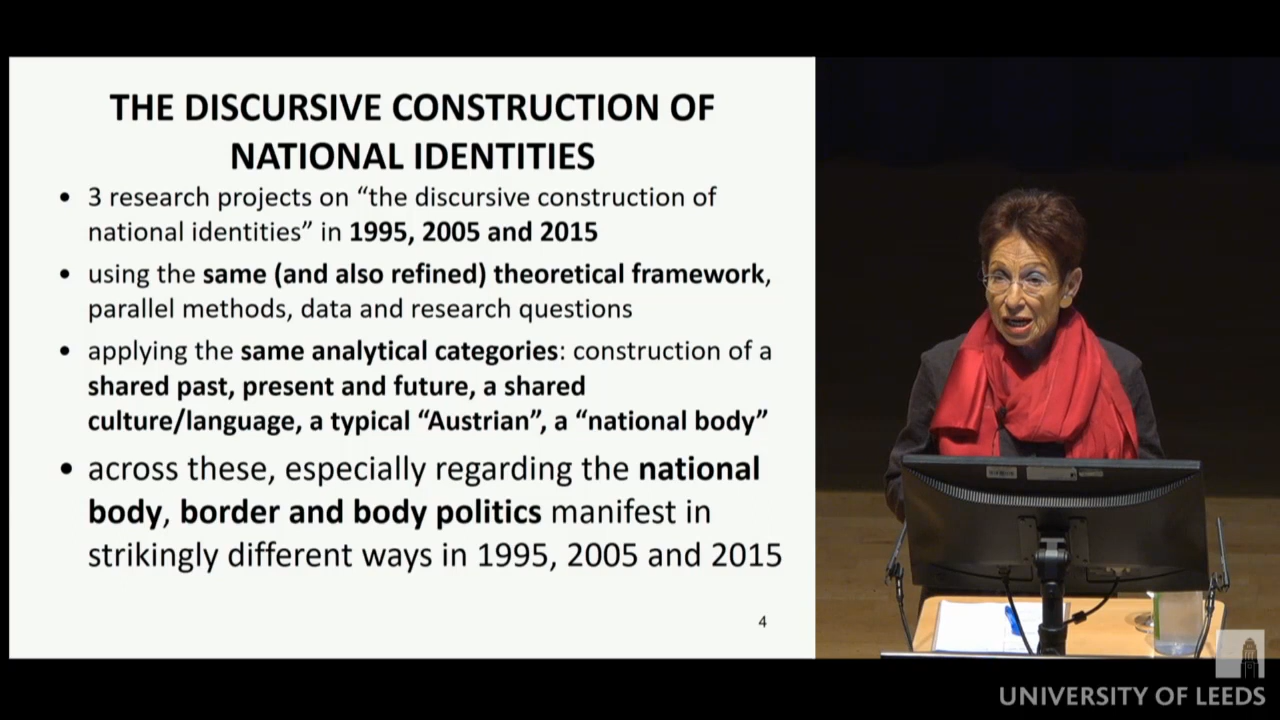 THE DISCURSIVE CONSTRUCTION OF
NATIONAL IDENTITIES
• 3 research projects on “the discursive construction of
national identities” in 1995, 2005 and 2015
• using the same (and also refined) theoretical framework,
parallel methods, data and research questions
• applying the same analytical categories: construction of a
shared past, present and future, a shared
culture/language, a typical “Austrian”, a “national body”
• across these, especially regarding the national
body, border and body politics manifest in
strikingly different ways in 1995, 2005 and 2015
4
UNIVERSITY OF LEEDS